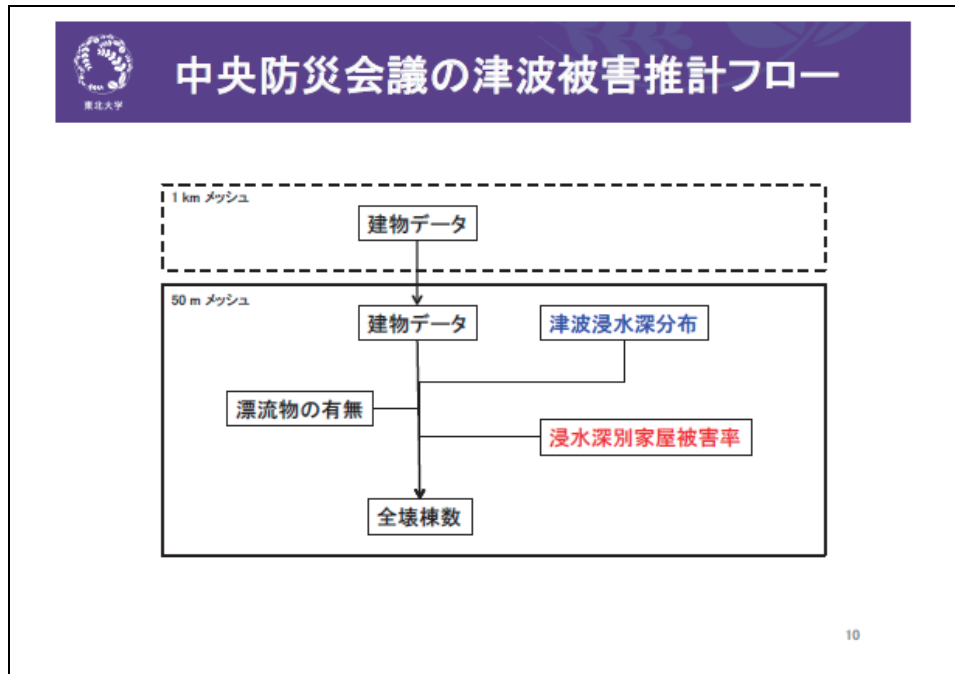 中央防災会議の津波被害推計フロー
東北大学
1 km メッシュ
建物データ
50 m メッシュ
建物データ
津波浸水深分布
漂流物の有無
浸水深別家屋被害率
全壊棟数
10